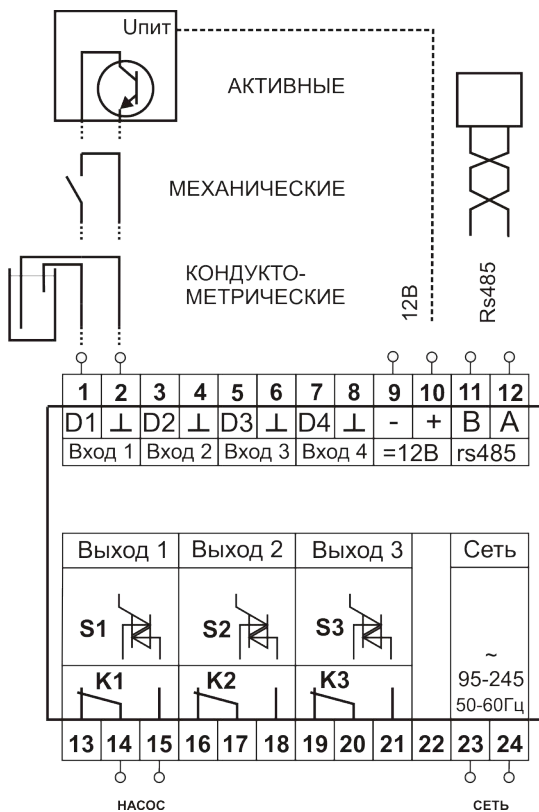 Uпит
АКТИВНЫЕ
МЕХАНИЧЕСКИЕ
КОНДУКТО-
МЕТРИЧЕСКИЕ
12В
Rs485
1 2 3 4 5 6 7 8 9 10 11 12
D1 ⊥ D2 ⊥ D3 ⊥ D4 ⊥ - + B A
Вход 1 Вход 2 Вход 3 Вход 4 =12В rs485
Выход 1 Выход 2 Выход 3 Сеть
S1 S2 S3
~
95-245
50-60Гц
K1 K2 K3
13 14 15 16 17 18 19 20 21 22 23 24
НАСОС СЕТЬ